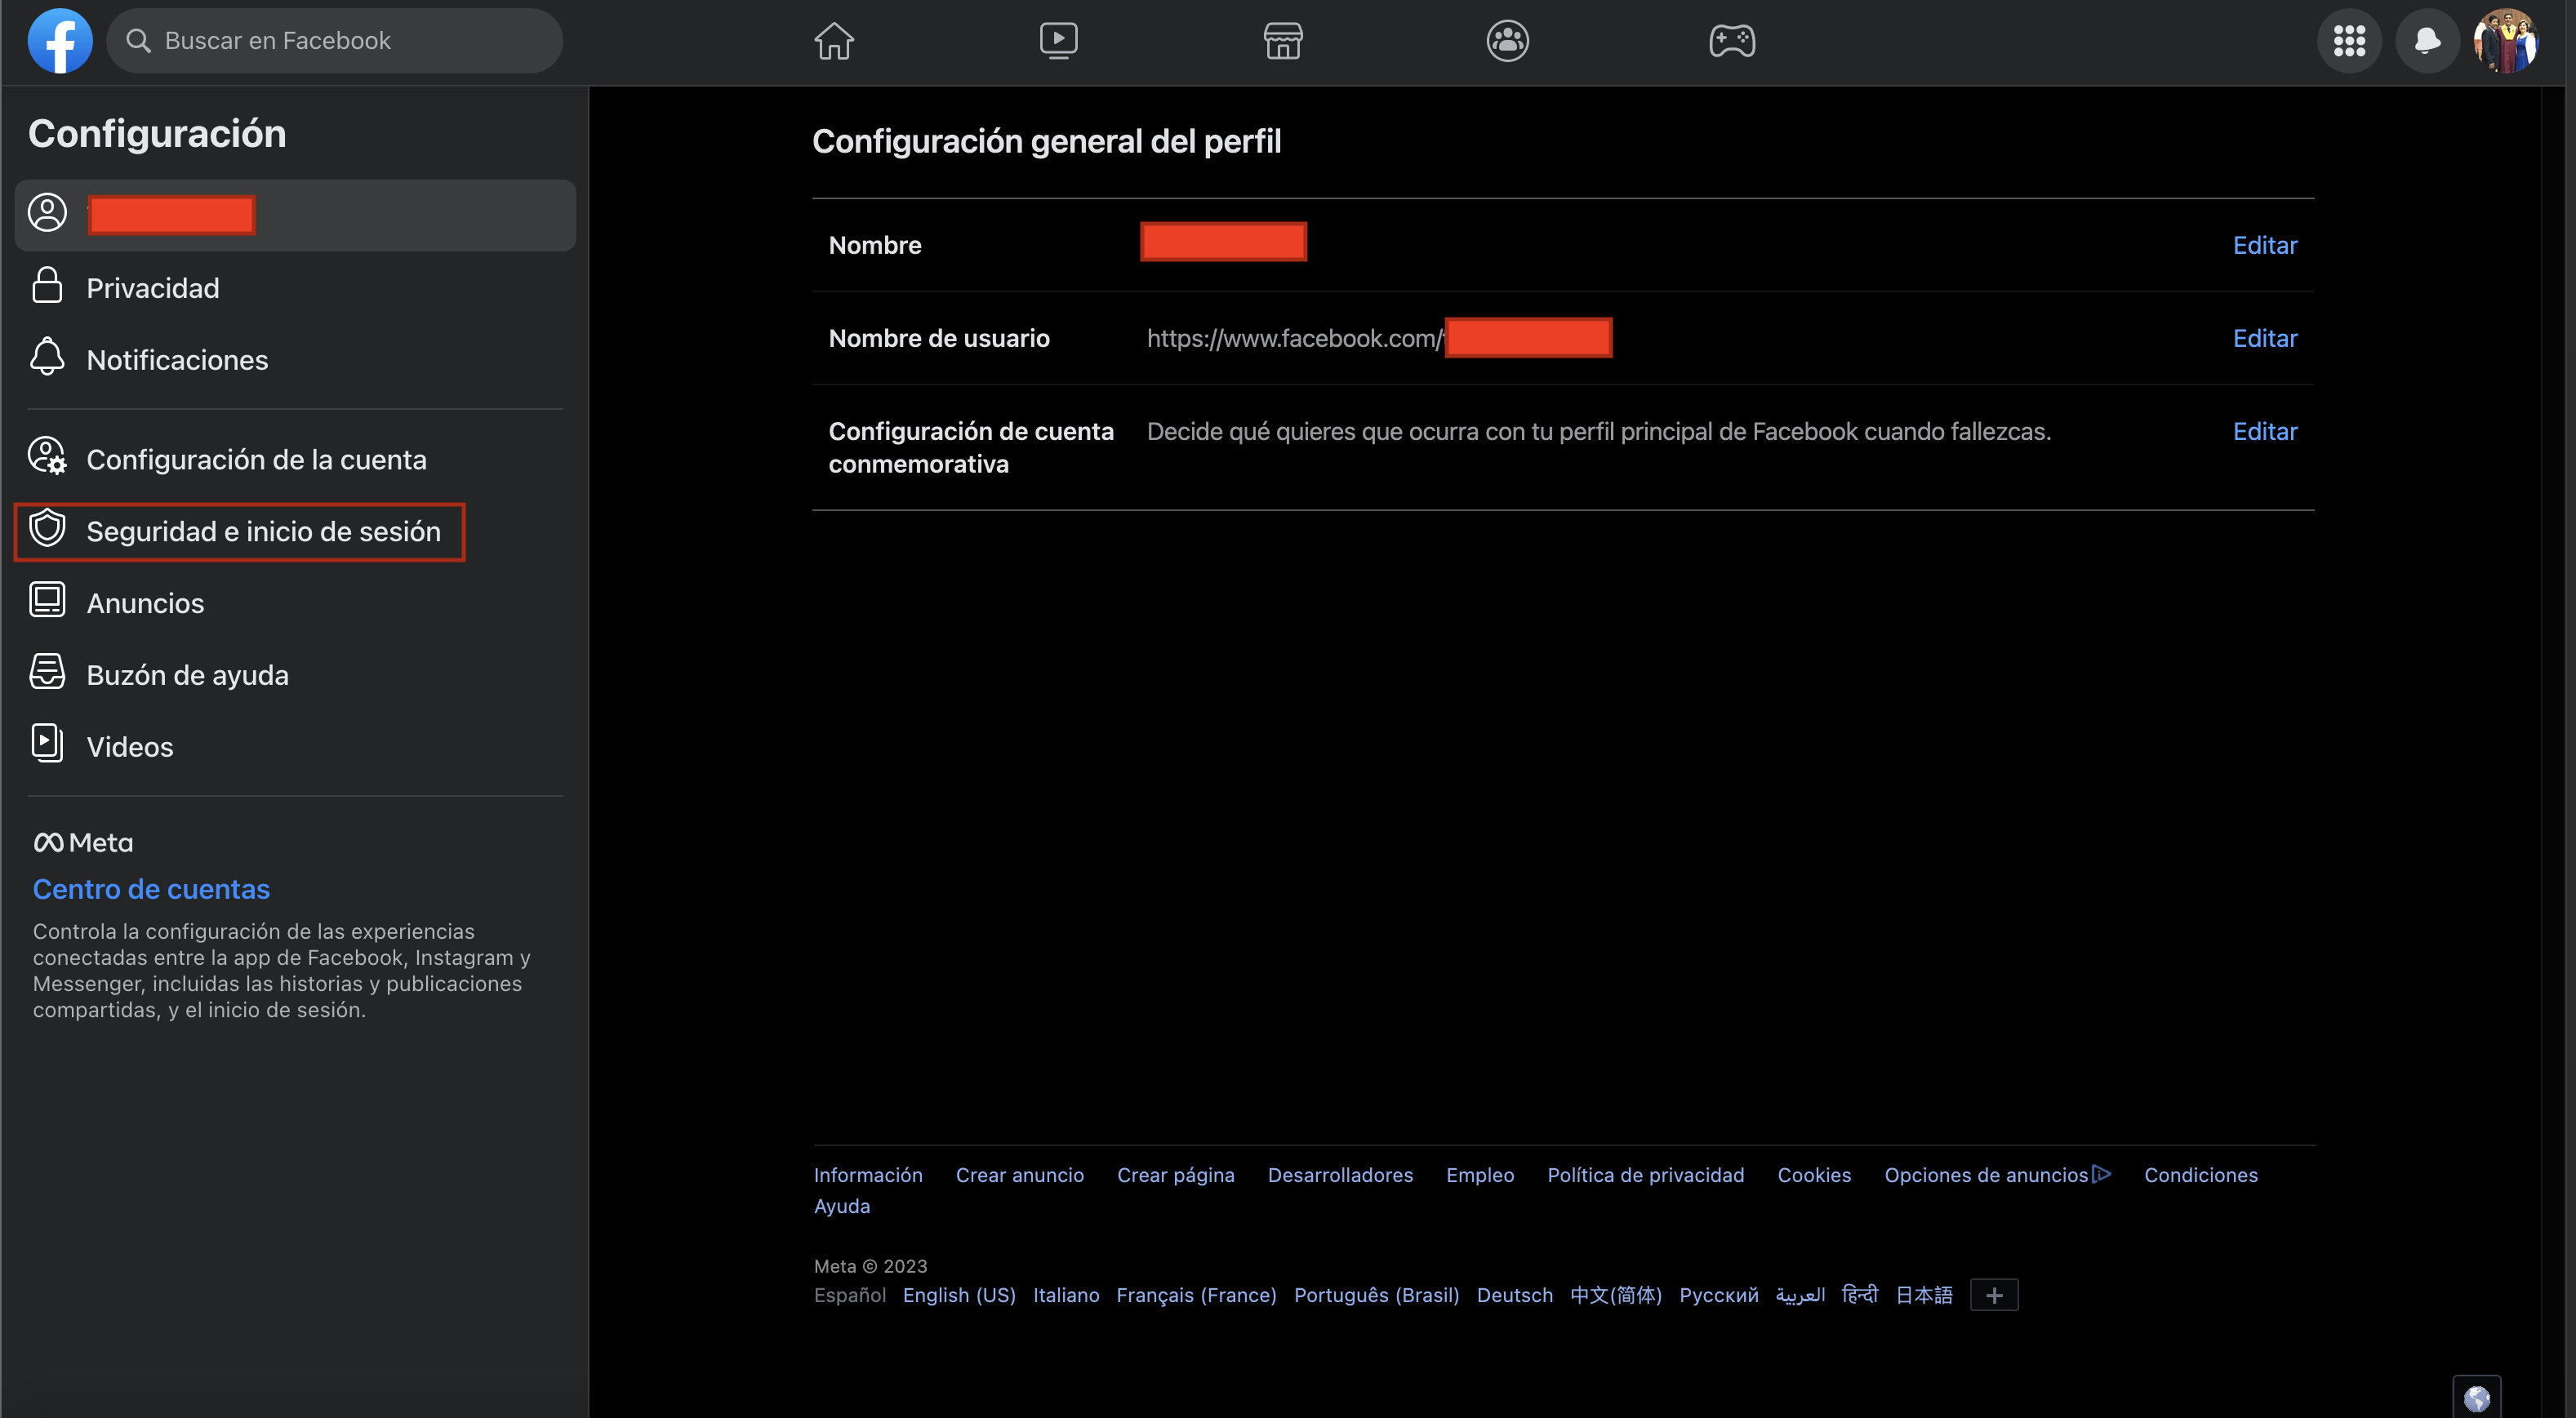 Buscar en Facebook
Configuración
Privacidad
Notificaciones
Configuración de la cuenta
Seguridad e inicio de sesión
Anuncios
Buzón de ayuda
Videos
Meta
Centro de cuentas
Controla la configuración de las experiencias
conectadas entre la app de Facebook, Instagram y
Messenger, incluidas las historias y publicaciones
compartidas, y el inicio de sesión.
Configuración general del perfil
Nombre
Editar
Nombre de usuario
https://www.facebook.com/
Editar
Configuración de cuenta
conmemorativa
Decide qué quieres que ocurra con tu perfil principal de Facebook cuando fallezcas.
Editar
Información Crear anuncio Crear página Desarrolladores Empleo Política de privacidad Cookies Opciones de anuncios Condiciones
Ayuda
Meta © 2023
Español English (US) Italiano Français (France) Português (Brasil) Deutsch 中文(简体) Русский العربية हिन्दी 日本語